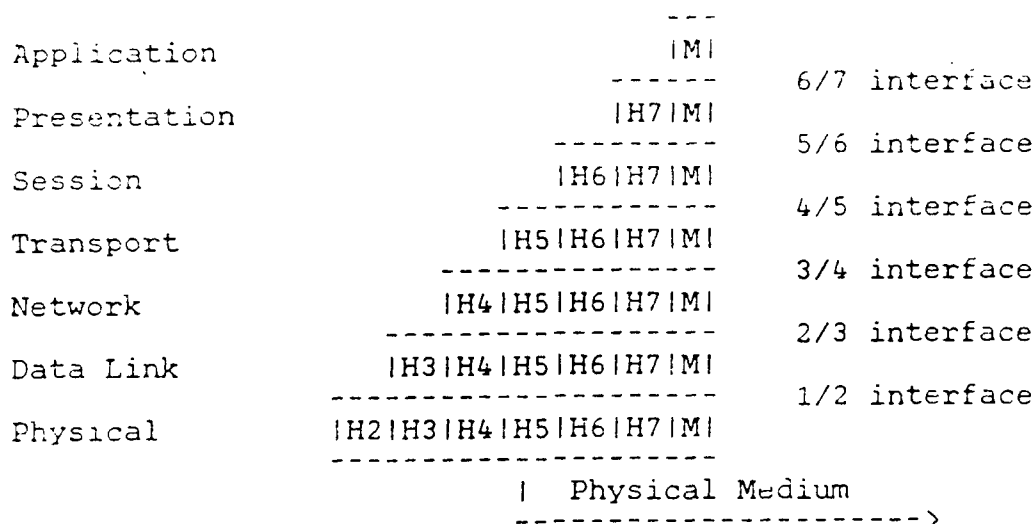 Application |M|
6/7 interface
Presentation |H7|M|
5/6 interface
Session |H6|H7|M|
4/5 interface
Transport |H5|H6|H7|M|
3/4 interface
Network |H4|H5|H6|H7|M|
2/3 interface
Data Link |H3|H4|H5|H6|H7|M|
1/2 interface
Physical |H2|H3|H4|H5|H6|H7|M|
| Physical Medium
---------------------->